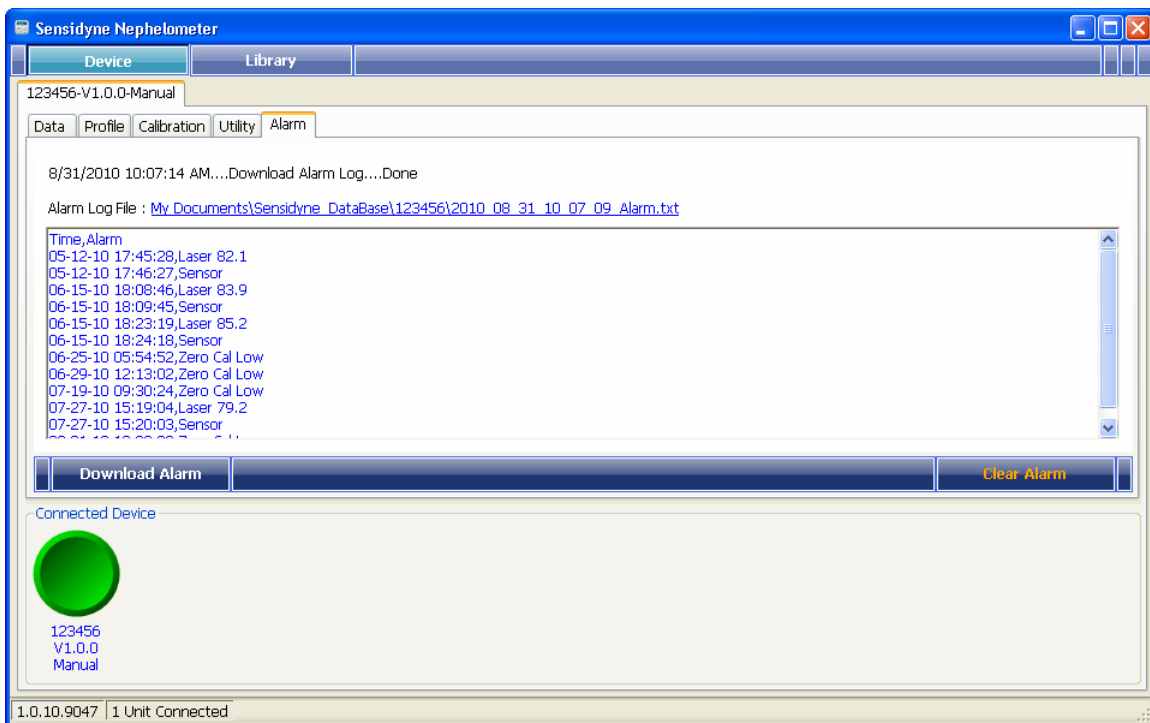 Sensidyne Nephelometer
Device Library
123456-V1.0.0-Manual
Data Profile Calibration Utility Alarm
8/31/2010 10:07:14 AM....Download Alarm Log....Done
Alarm Log File : My Documents\Sensidyne_DataBase\123456\2010_08_31_10_07_09_Alarm.txt
Time,Alarm
05-12-10 17:45:28,Laser 82.1
05-12-10 17:46:27,Sensor
06-15-10 18:08:46,Laser 83.9
06-15-10 18:09:45,Sensor
06-15-10 18:23:19,Laser 85.2
06-15-10 18:24:18,Sensor
06-25-10 05:54:52,Zero Cal Low
06-29-10 12:13:02,Zero Cal Low
07-19-10 09:30:24,Zero Cal Low
07-27-10 15:19:04,Laser 79.2
07-27-10 15:20:03,Sensor
Download Alarm Clear Alarm
Connected Device
123456
V1.0.0
Manual
1.0.10.9047 1 Unit Connected